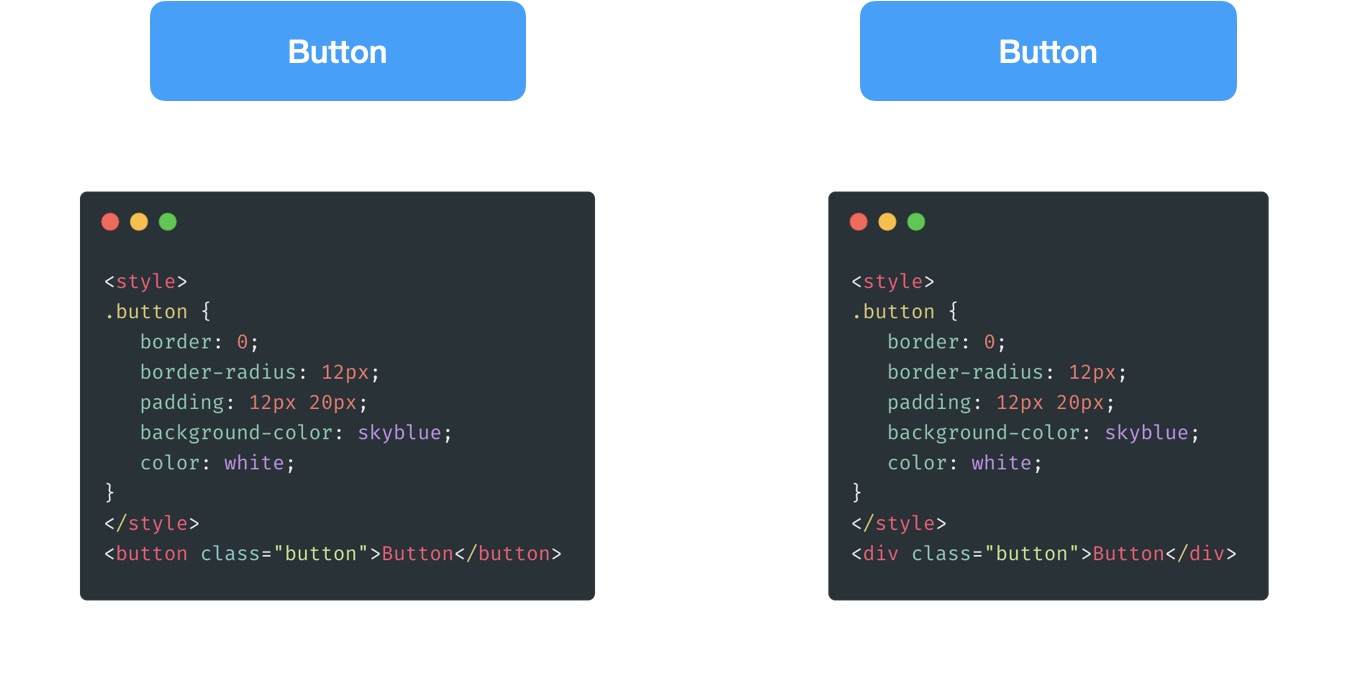 Button
Button
<style>
.button {
   border: 0;
   border-radius: 12px;
   padding: 12px 20px;
   background-color: skyblue;
   color: white;
}
</style>
<button class="button">Button</button>
<style>
.button {
   border: 0;
   border-radius: 12px;
   padding: 12px 20px;
   background-color: skyblue;
   color: white;
}
</style>
<div class="button">Button</div>